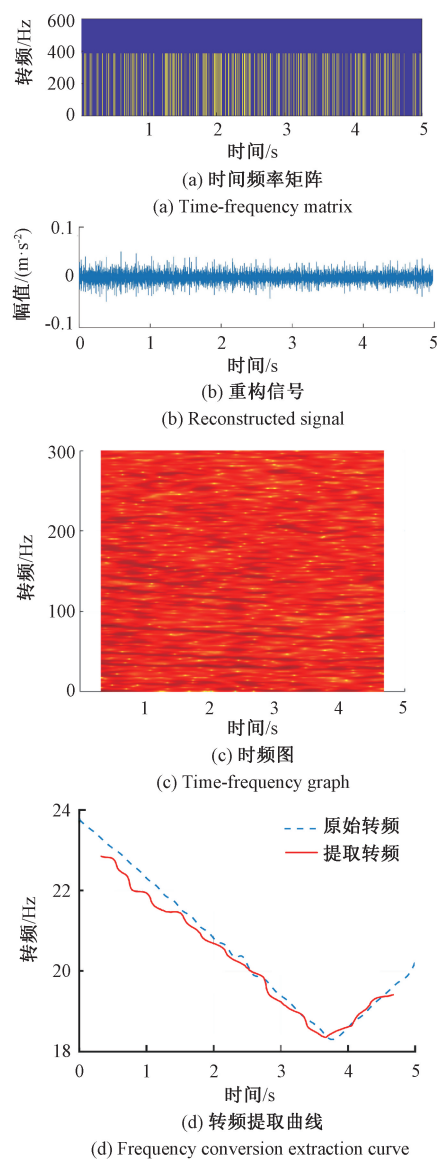 600
400
200
0
转频/Hz
1 2 3 4 5
时间/s
(a) 时间频率矩阵
(a) Time-frequency matrix
0.1
0
-0.1
幅值/(m·s⁻²)
0 1 2 3 4 5
时间/s
(b) 重构信号
(b) Reconstructed signal
300
200
100
0
转频/Hz
1 2 3 4 5
时间/s
(c) 时频图
(c) Time-frequency graph
24
22
20
18
转频/Hz
原始转频
提取转频
0 1 2 3 4 5
时间/s
(d) 转频提取曲线
(d) Frequency conversion extraction curve